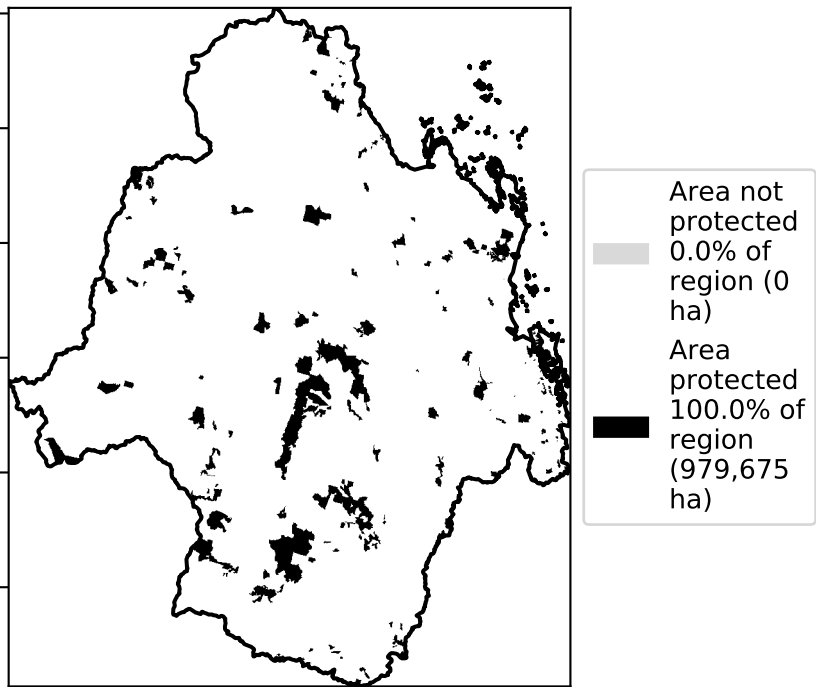 Area not
protected
0.0% of
region (0
ha)
Area
protected
100.0% of
region
(979,675
ha)